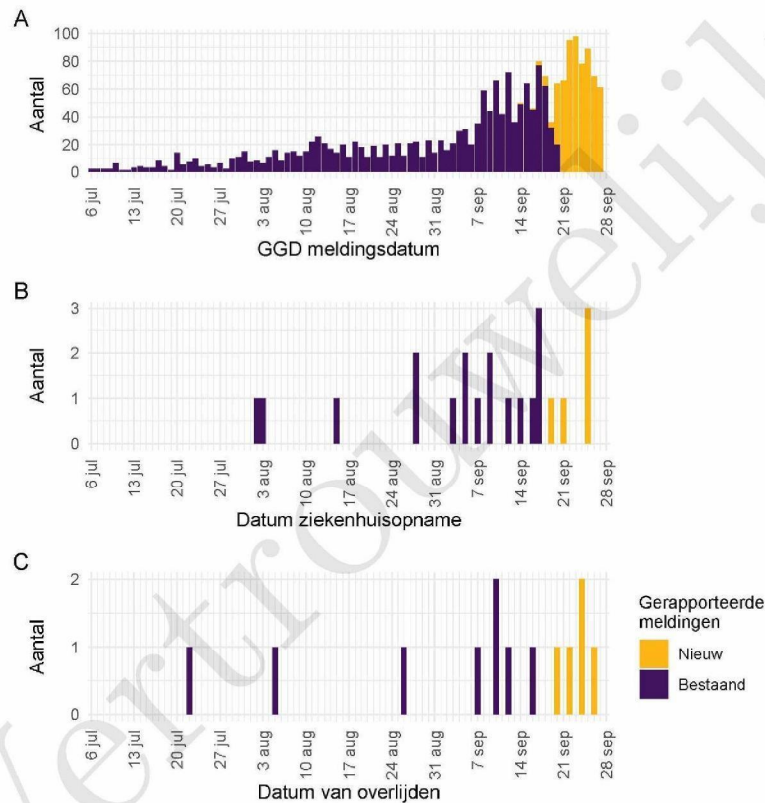 A
100
80
60
40
20
0
Aantal
6 jul
13 jul
20 jul
27 jul
3 aug
10 aug
17 aug
24 aug
31 aug
7 sep
14 sep
21 sep
28 sep
GGD meldingsdatum
B
3
2
1
0
Aantal
6 jul
13 jul
20 jul
27 jul
3 aug
10 aug
17 aug
24 aug
31 aug
7 sep
14 sep
21 sep
28 sep
Datum ziekenhuisopname
C
2
1
0
Aantal
6 jul
13 jul
20 jul
27 jul
3 aug
10 aug
17 aug
24 aug
31 aug
7 sep
14 sep
21 sep
28 sep
Datum van overlijden
Gerapporteerde
meldingen
Nieuw
Bestaand
Vertrouwelijk